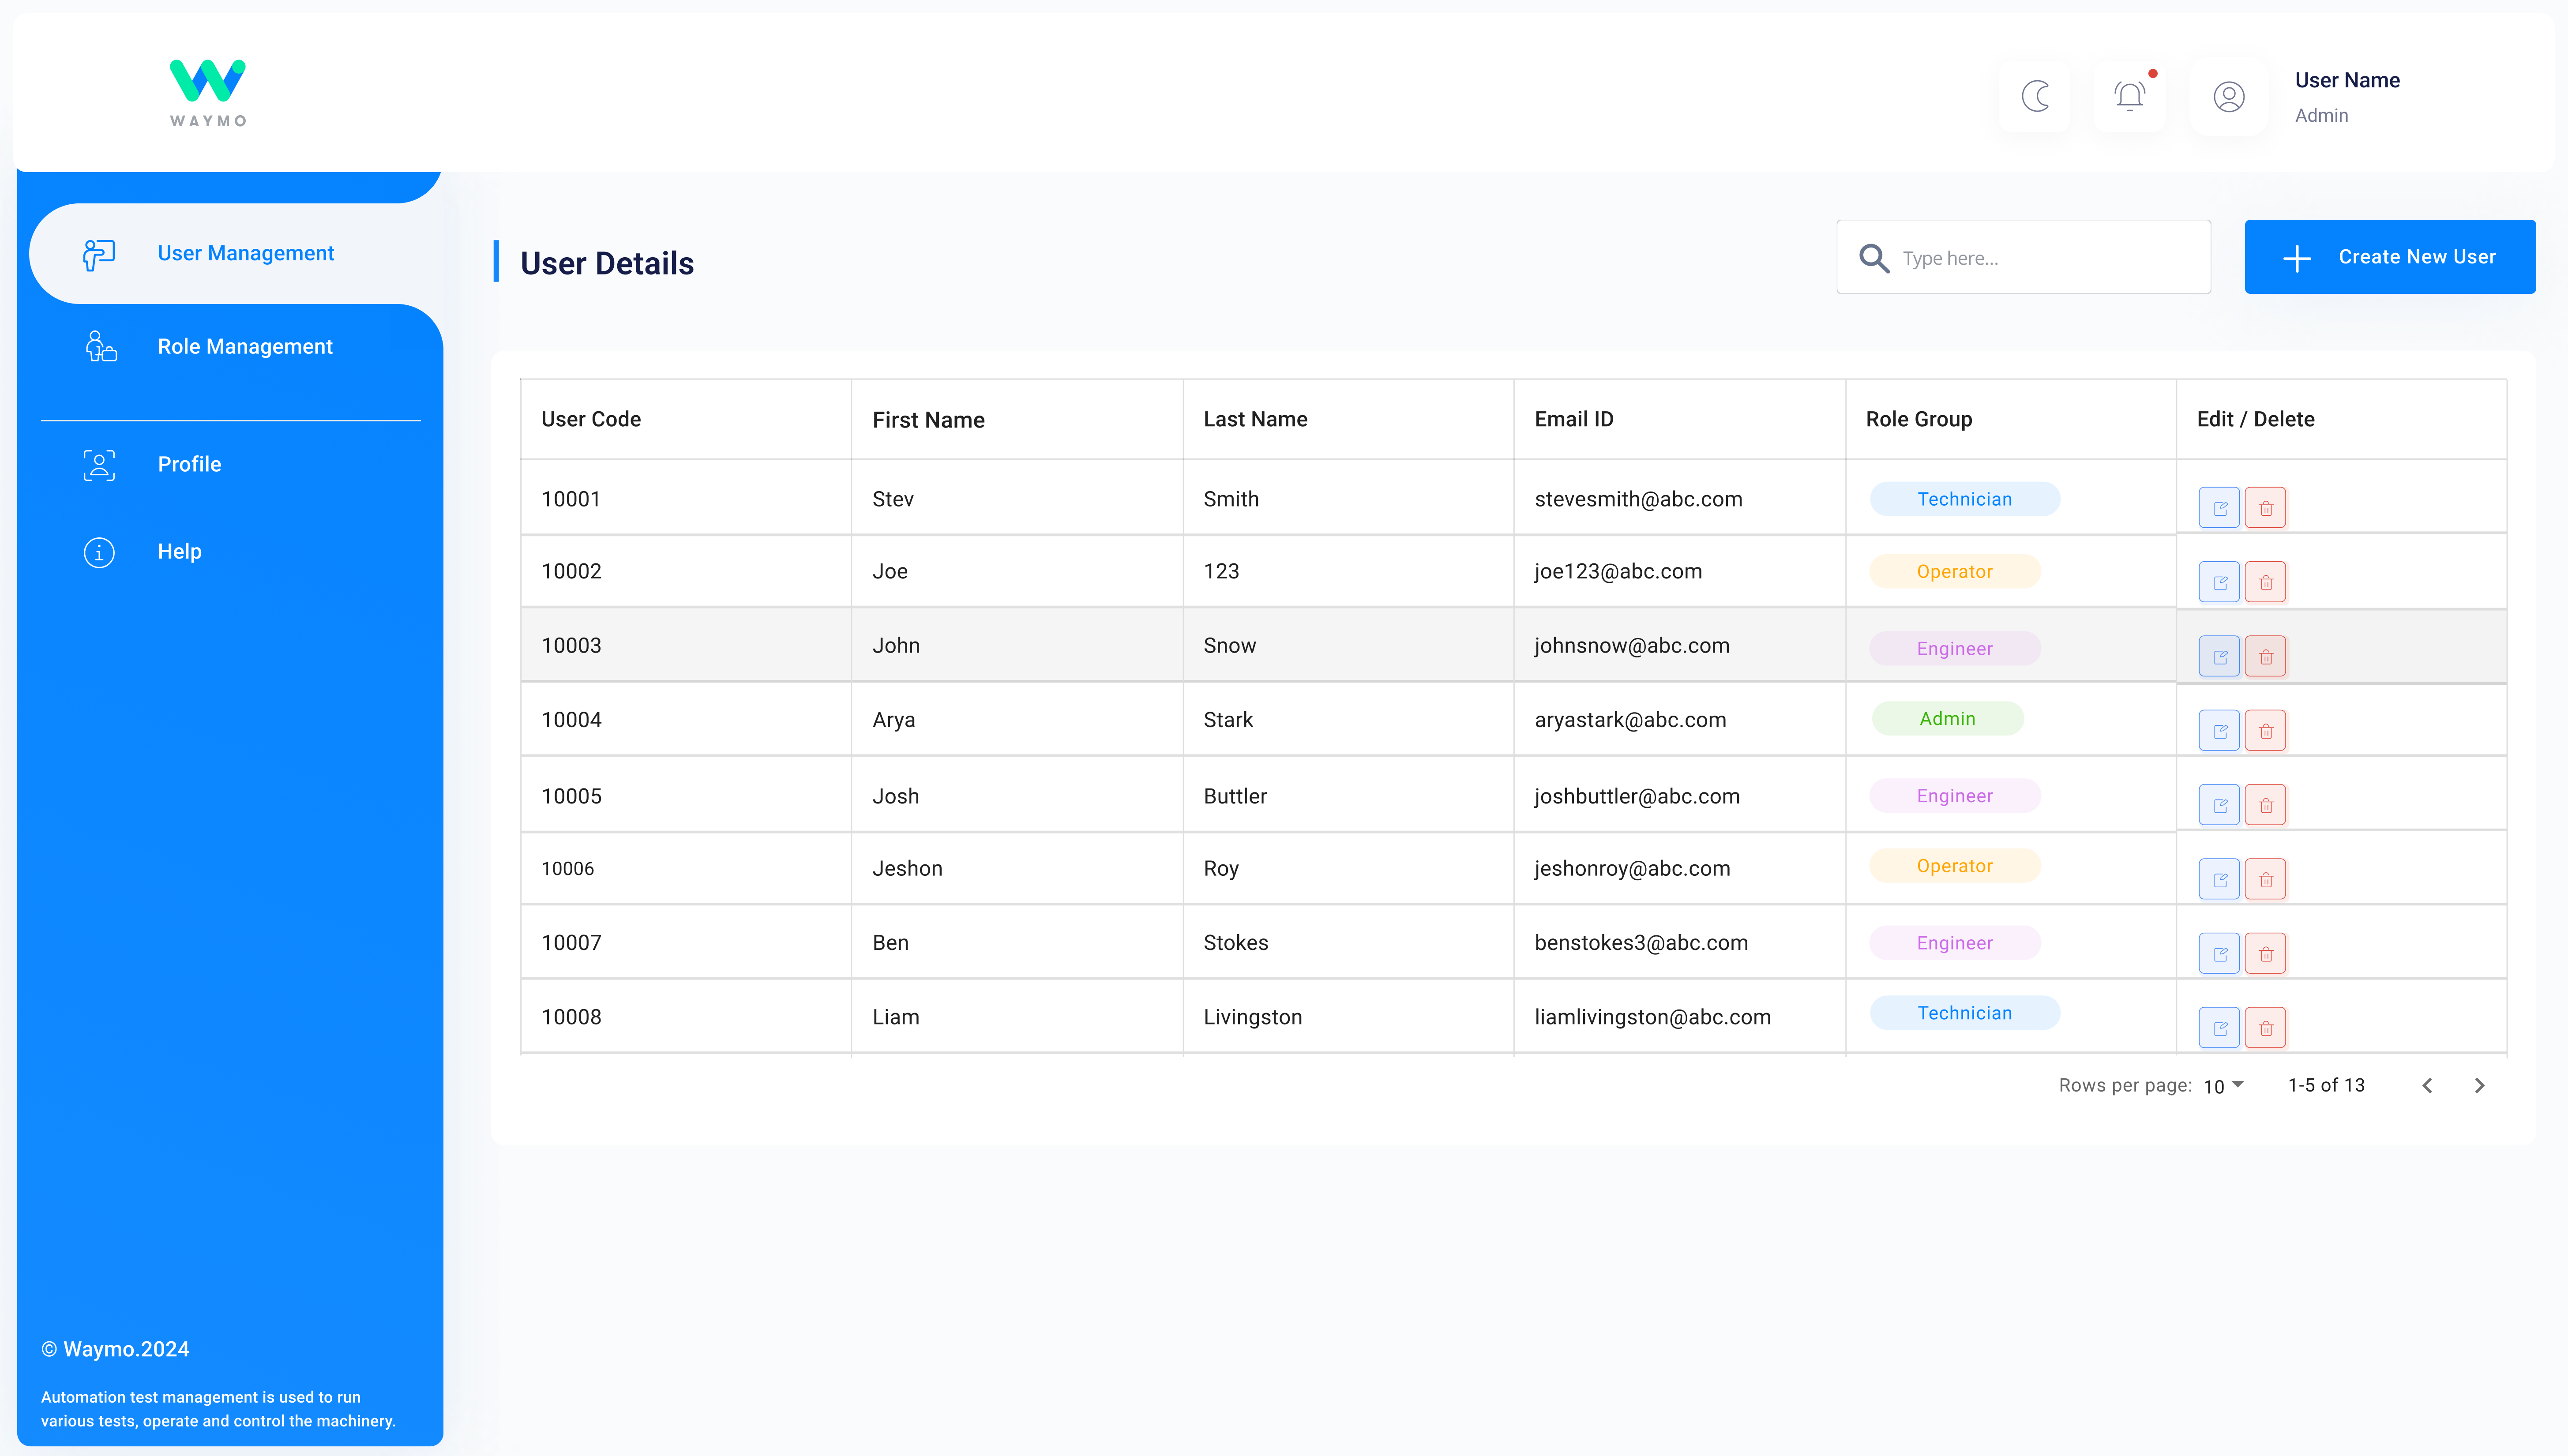 WAYMO
User Name
Admin
User Management
Role Management
Profile
Help
© Waymo.2024
Automation test management is used to run
various tests, operate and control the machinery.
User Details
Type here...
Create New User
User Code First Name Last Name Email ID Role Group Edit / Delete
10001 Stev Smith stevesmith@abc.com Technician
10002 Joe 123 joe123@abc.com Operator
10003 John Snow johnsnow@abc.com Engineer
10004 Arya Stark aryastark@abc.com Admin
10005 Josh Buttler joshbuttler@abc.com Engineer
10006 Jeshon Roy jeshonroy@abc.com Operator
10007 Ben Stokes benstokes3@abc.com Engineer
10008 Liam Livingston liamlivingston@abc.com Technician
Rows per page: 10 1-5 of 13